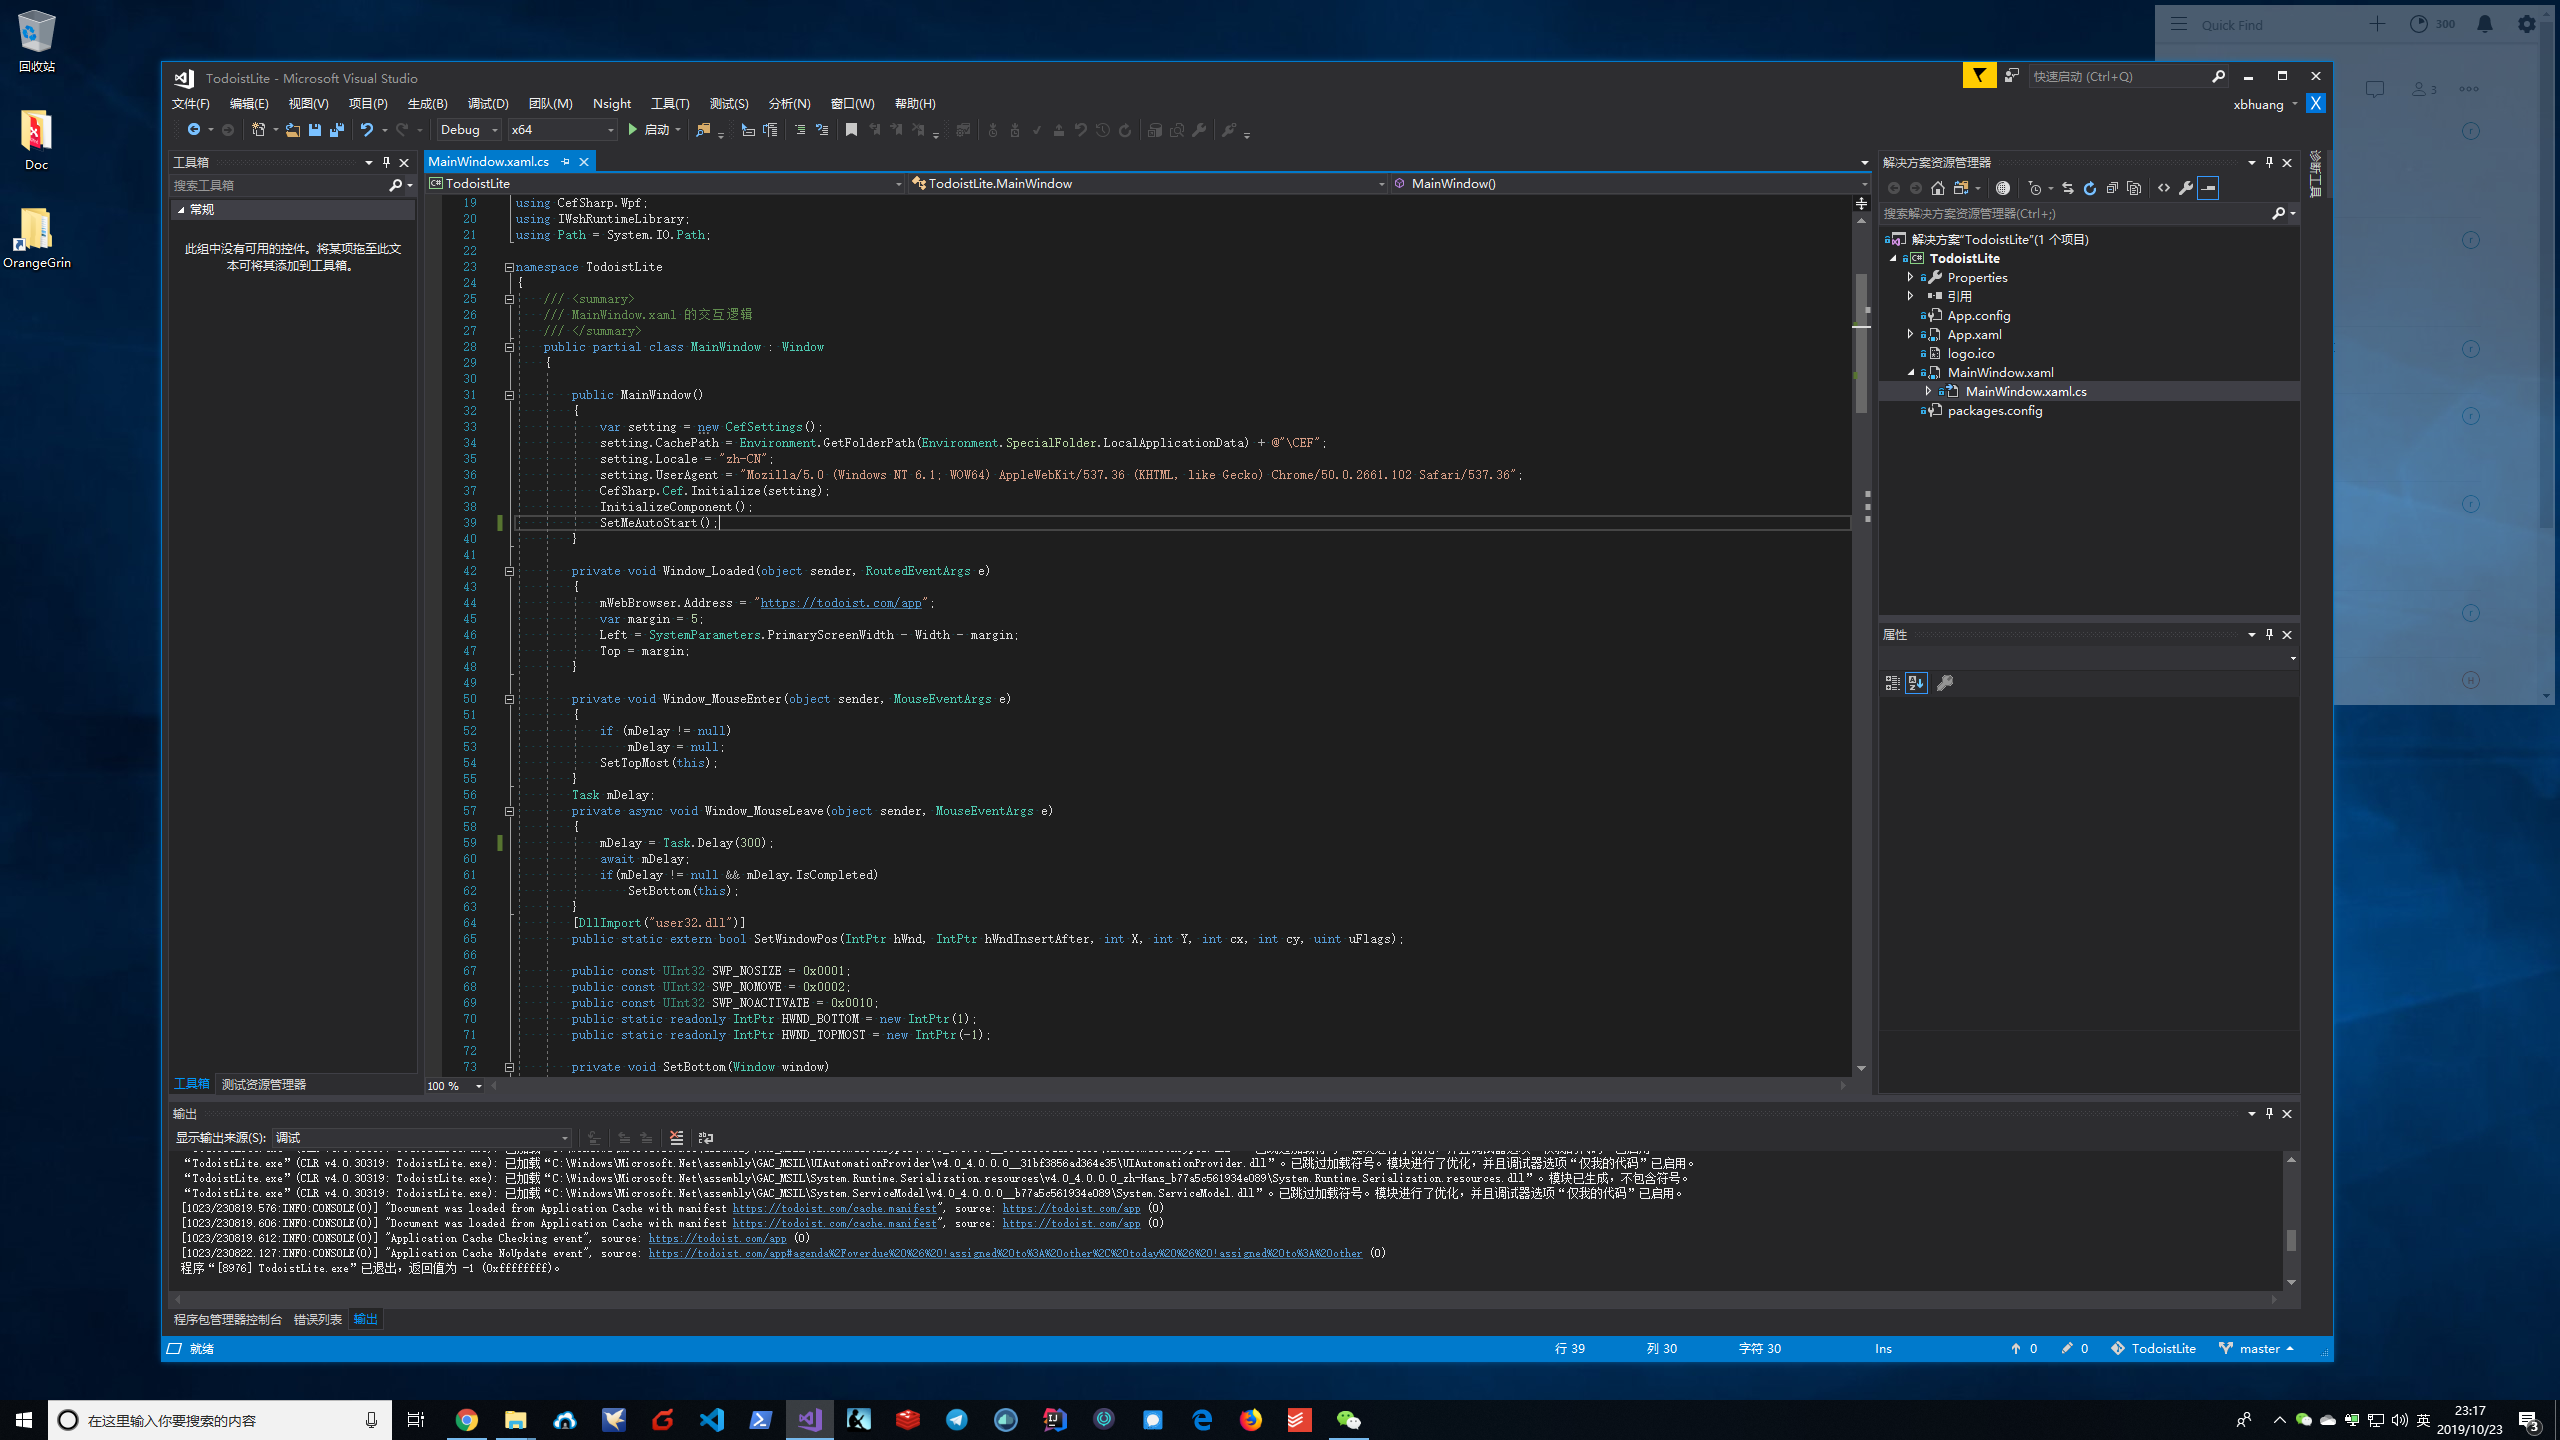 回收站
Doc
OrangeGrin
Quick Find
300
3
TodoistLite - Microsoft Visual Studio
快速启动 (Ctrl+Q)
文件(F) 编辑(E) 视图(V) 项目(P) 生成(B) 调试(D) 团队(M) Nsight 工具(T) 测试(S) 分析(N) 窗口(W) 帮助(H)
xbhuang X
Debug x64 启动
工具箱
搜索工具箱
常规
此组中没有可用的控件。将某项拖至此文
本可将其添加到工具箱。
工具箱 测试资源管理器
MainWindow.xaml.cs
TodoistLite TodoistLite.MainWindow MainWindow()
19 using CefSharp.Wpf;
20 using IWshRuntimeLibrary;
21 using Path = System.IO.Path;
22
23 namespace TodoistLite
24 {
25 /// <summary>
26 /// MainWindow.xaml 的交互逻辑
27 /// </summary>
28 public partial class MainWindow : Window
29 {
30
31 public MainWindow()
32 {
33 var setting = new CefSettings();
34 setting.CachePath = Environment.GetFolderPath(Environment.SpecialFolder.LocalApplicationData) + @"\CEF";
35 setting.Locale = "zh-CN";
36 setting.UserAgent = "Mozilla/5.0 (Windows NT 6.1; WOW64) AppleWebKit/537.36 (KHTML, like Gecko) Chrome/50.0.2661.102 Safari/537.36";
37 CefSharp.Cef.Initialize(setting);
38 InitializeComponent();
39 SetMeAutoStart();
40 }
41
42 private void Window_Loaded(object sender, RoutedEventArgs e)
43 {
44 mWebBrowser.Address = "https://todoist.com/app";
45 var margin = 5;
46 Left = SystemParameters.PrimaryScreenWidth - Width - margin;
47 Top = margin;
48 }
49
50 private void Window_MouseEnter(object sender, MouseEventArgs e)
51 {
52 if (mDelay != null)
53 mDelay = null;
54 SetTopMost(this);
55 }
56 Task mDelay;
57 private async void Window_MouseLeave(object sender, MouseEventArgs e)
58 {
59 mDelay = Task.Delay(300);
60 await mDelay;
61 if(mDelay != null && mDelay.IsCompleted)
62 SetBottom(this);
63 }
64 [DllImport("user32.dll")]
65 public static extern bool SetWindowPos(IntPtr hWnd, IntPtr hWndInsertAfter, int X, int Y, int cx, int cy, uint uFlags);
66
67 public const UInt32 SWP_NOSIZE = 0x0001;
68 public const UInt32 SWP_NOMOVE = 0x0002;
69 public const UInt32 SWP_NOACTIVATE = 0x0010;
70 public static readonly IntPtr HWND_BOTTOM = new IntPtr(1);
71 public static readonly IntPtr HWND_TOPMOST = new IntPtr(-1);
72
73 private void SetBottom(Window window)
100 %
解决方案资源管理器
搜索解决方案资源管理器(Ctrl+;)
解决方案"TodoistLite"(1 个项目)
TodoistLite
Properties
引用
App.config
App.xaml
logo.ico
MainWindow.xaml
MainWindow.xaml.cs
packages.config
诊断工具
属性
输出
显示输出来源(S): 调试
“TodoistLite.exe”(CLR v4.0.30319: TodoistLite.exe): 已加载“C:\Windows\Microsoft.Net\assembly\GAC_MSIL\UIAutomationProvider\v4.0_4.0.0.0__31bf3856ad364e35\UIAutomationProvider.dll”。已跳过加载符号。模块进行了优化，并且调试器选项“仅我的代码”已启用。
“TodoistLite.exe”(CLR v4.0.30319: TodoistLite.exe): 已加载“C:\Windows\Microsoft.Net\assembly\GAC_MSIL\System.Runtime.Serialization.resources\v4.0_4.0.0.0_zh-Hans_b77a5c561934e089\System.Runtime.Serialization.resources.dll”。模块已生成，不包含符号。
“TodoistLite.exe”(CLR v4.0.30319: TodoistLite.exe): 已加载“C:\Windows\Microsoft.Net\assembly\GAC_MSIL\System.ServiceModel\v4.0_4.0.0.0__b77a5c561934e089\System.ServiceModel.dll”。已跳过加载符号。模块进行了优化，并且调试器选项“仅我的代码”已启用。
[1023/230819.576:INFO:CONSOLE(0)] "Document was loaded from Application Cache with manifest https://todoist.com/cache.manifest", source: https://todoist.com/app (0)
[1023/230819.606:INFO:CONSOLE(0)] "Document was loaded from Application Cache with manifest https://todoist.com/cache.manifest", source: https://todoist.com/app (0)
[1023/230819.612:INFO:CONSOLE(0)] "Application Cache Checking event", source: https://todoist.com/app (0)
[1023/230822.127:INFO:CONSOLE(0)] "Application Cache NoUpdate event", source: https://todoist.com/app#agenda%2Foverdue%20%26%20!assigned%20to%3A%20other%2C%20today%20%26%20!assigned%20to%3A%20other (0)
程序“[8976] TodoistLite.exe”已退出，返回值为 -1 (0xffffffff)。
程序包管理器控制台 错误列表 输出
就绪 行 39 列 30 字符 30 Ins 0 0 TodoistLite master
在这里输入你要搜索的内容
英
23:17
2019/10/23
3